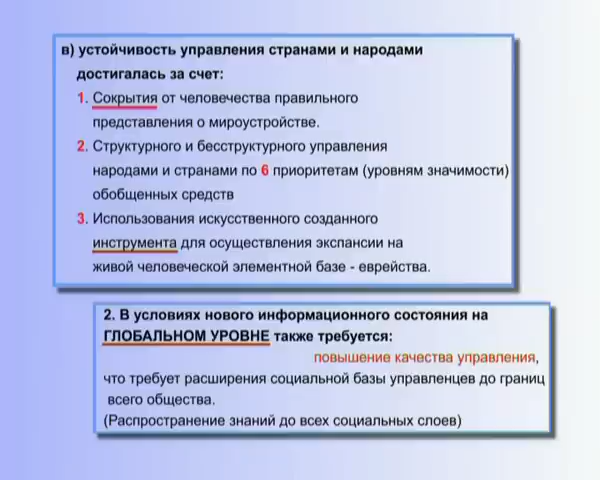 в) устойчивость управления странами и народами
достигалась за счет:
1. Сокрытия от человечества правильного
представления о мироустройстве.
2. Структурного и бесструктурного управления
народами и странами по 6 приоритетам (уровням значимости)
обобщенных средств
3. Использования искусственного созданного
инструмента для осуществления экспансии на
живой человеческой элементной базе - еврейства.
2. В условиях нового информационного состояния на
ГЛОБАЛЬНОМ УРОВНЕ также требуется:
повышение качества управления,
что требует расширения социальной базы управленцев до границ
всего общества.
(Распространение знаний до всех социальных слоев)